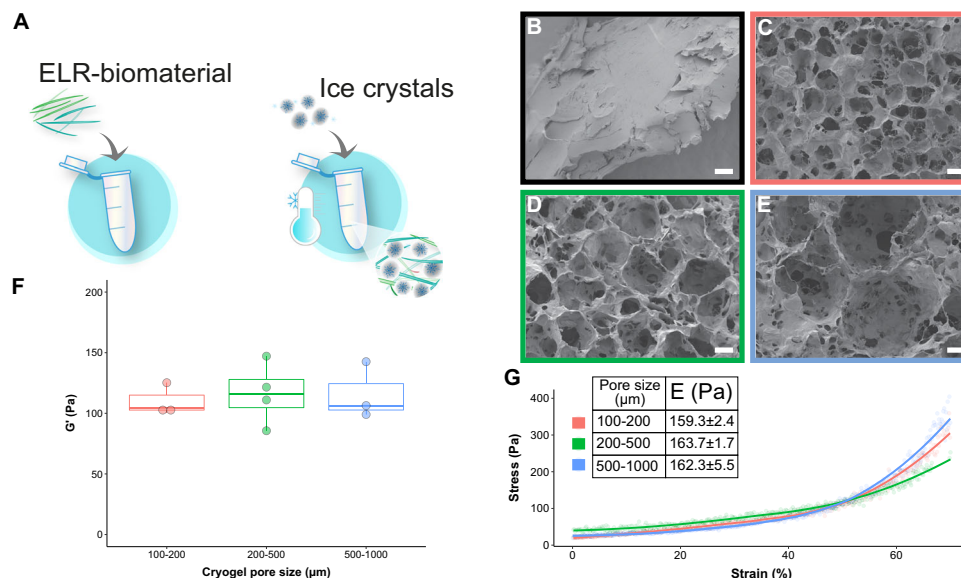 A
ELR-biomaterial
Ice crystals
B
C
D
E
F
200
150
100
50
0
G' (Pa)
100-200
200-500
500-1000
Cryogel pore size (µm)
G
Pore size (µm)
E (Pa)
100-200
159.3±2.4
200-500
163.7±1.7
500-1000
162.3±5.5
400
300
200
100
0
Stress (Pa)
0
20
40
60
Strain (%)